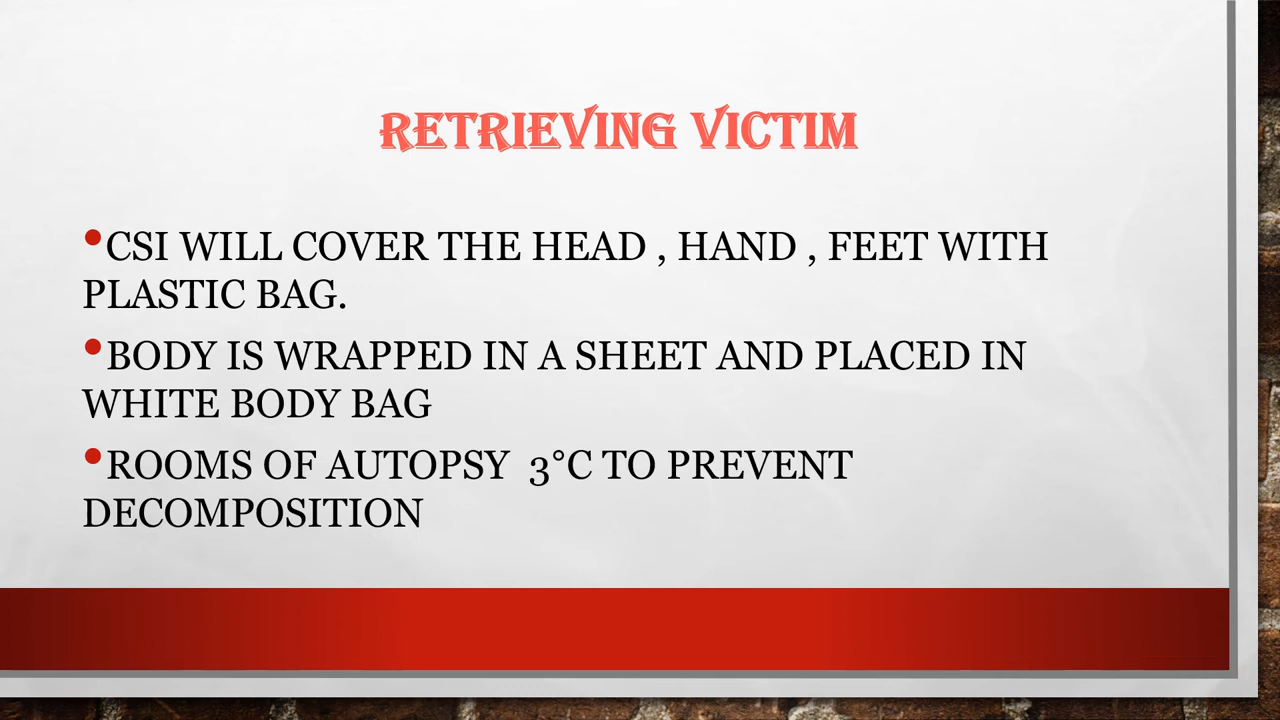 RETRIEVING VICTIM
•CSI WILL COVER THE HEAD , HAND , FEET WITH
PLASTIC BAG.
•BODY IS WRAPPED IN A SHEET AND PLACED IN
WHITE BODY BAG
•ROOMS OF AUTOPSY  3°C TO PREVENT
DECOMPOSITION